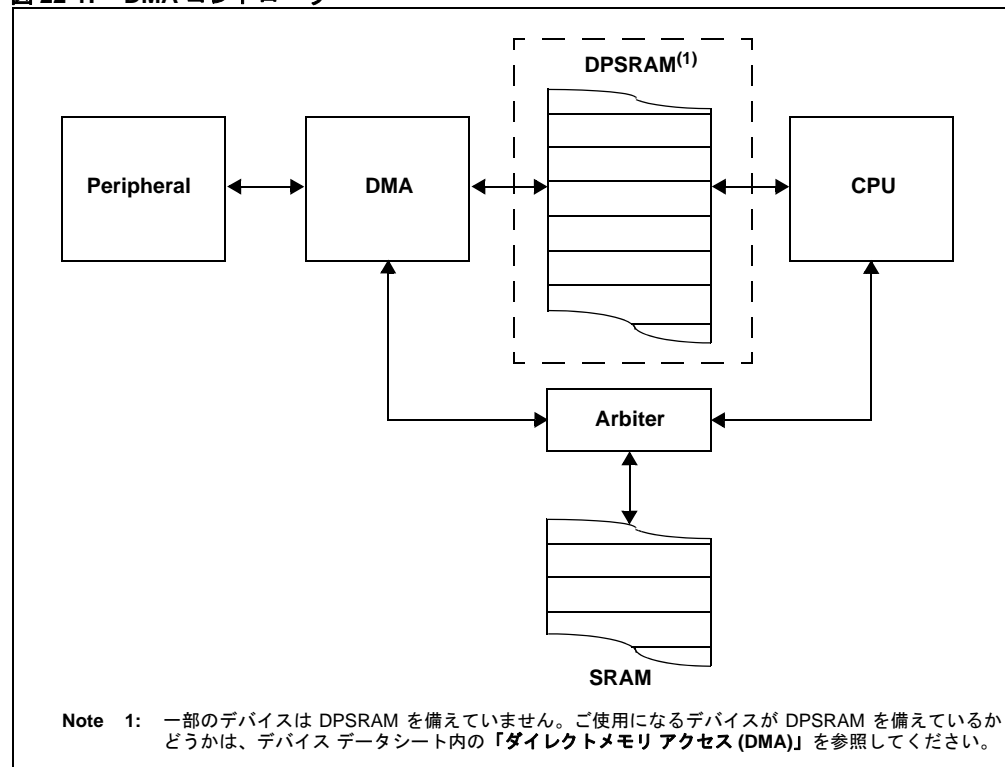 DPSRAM(1)
Peripheral
DMA
CPU
Arbiter
SRAM
Note 1: 一部のデバイスは DPSRAM を備えていません。ご使用になるデバイスが DPSRAM を備えているか
どうかは、デバイス データシート内の「ダイレクトメモリ アクセス (DMA)」を参照してください。